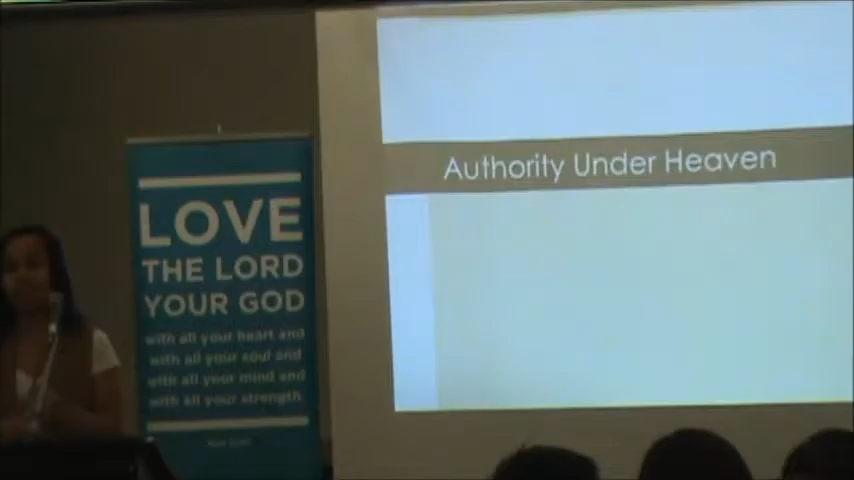 LOVE
THE LORD
YOUR GOD
with all your heart and
with all your soul and
with all your mind and
with all your strength.
Authority Under Heaven